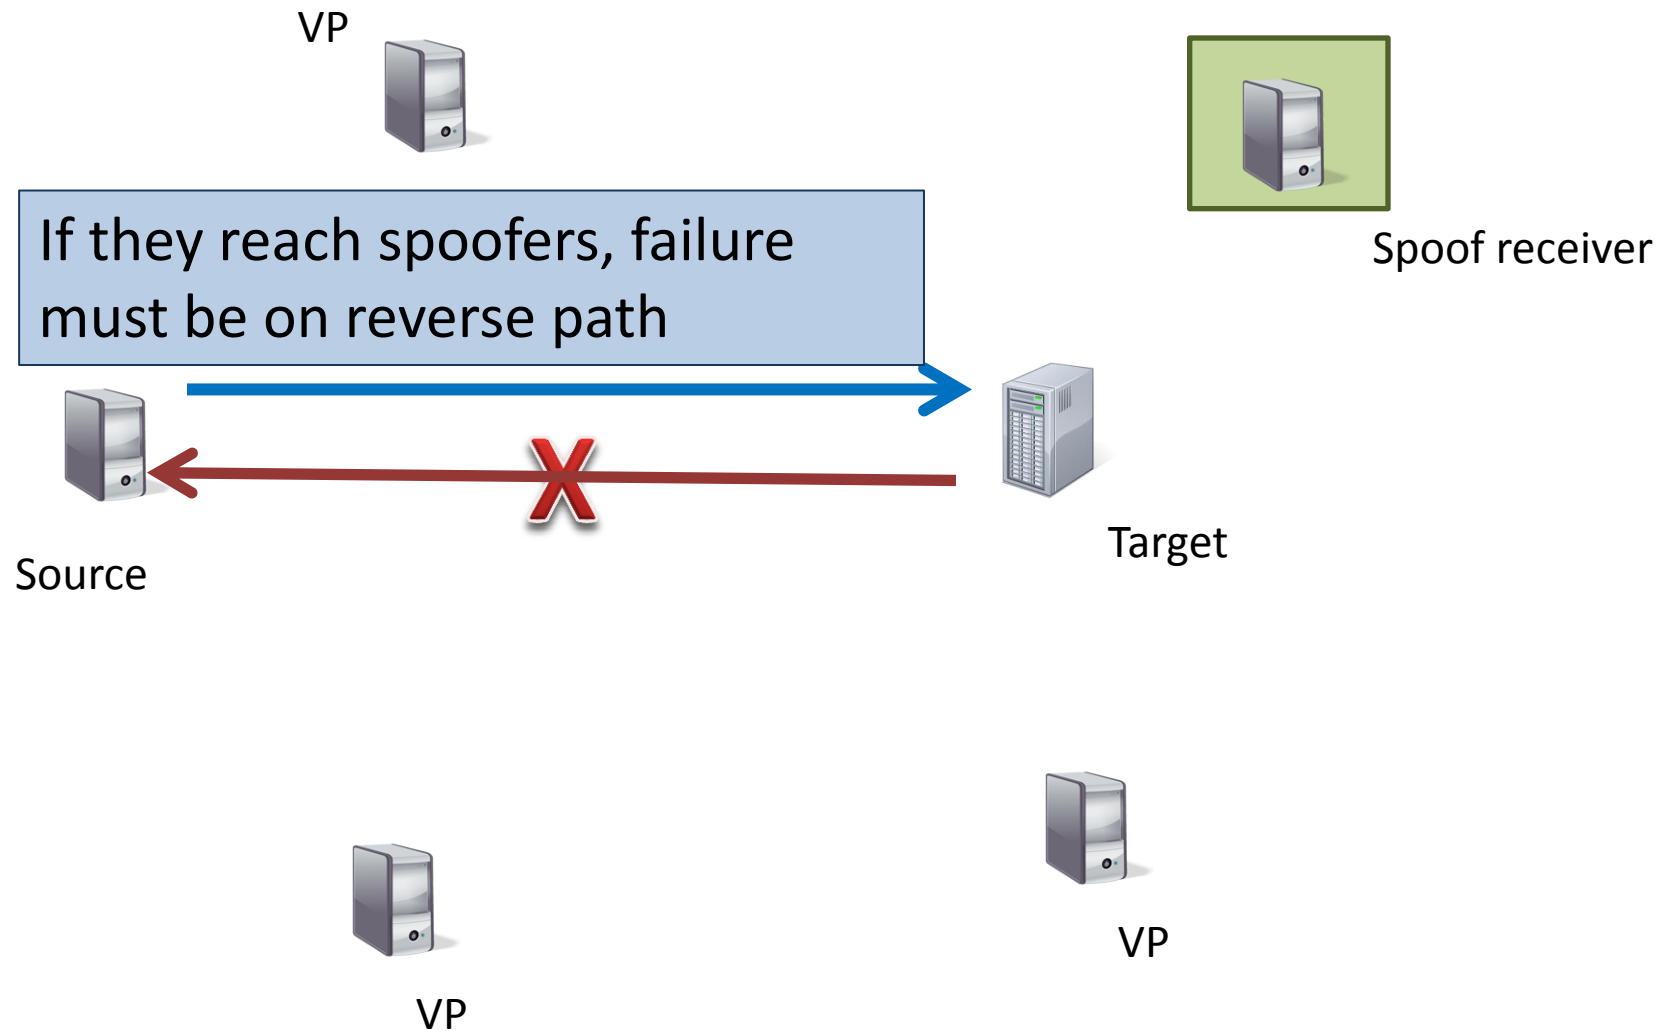 VP
If they reach spoofers, failure
must be on reverse path
Spoof receiver
Source
Target
VP
VP